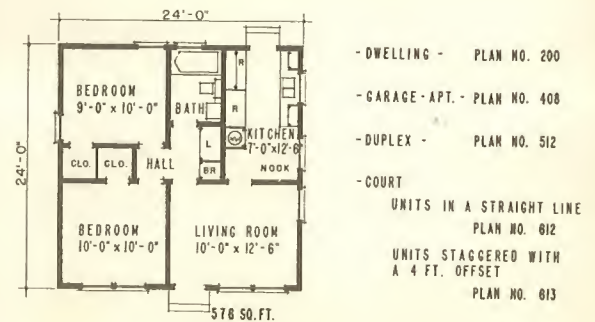 24'-0"
24'-0"
BEDROOM
9'-0" x 10'-0"
BATH
R
R
L
BR
KITCHEN
7'-0" x 12'-6"
NOOK
CLO.
CLO.
HALL
BEDROOM
10'-0" x 10'-0"
LIVING ROOM
10'-0" x 12'-6"
576 SQ. FT.
- DWELLING - PLAN NO. 200
- GARAGE-APT. - PLAN NO. 408
- DUPLEX - PLAN NO. 512
- COURT
UNITS IN A STRAIGHT LINE
PLAN NO. 612
UNITS STAGGERED WITH
A 4 FT. OFFSET
PLAN NO. 613